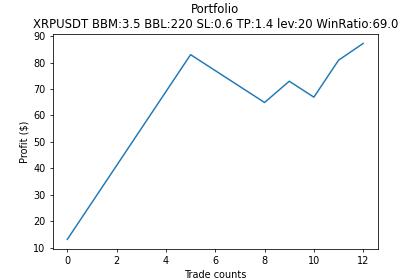 Portfolio
XRPUSDT BBM:3.5 BBL:220 SL:0.6 TP:1.4 lev:20 WinRatio:69.0
90
80
70
60
50
40
30
20
10
Profit ($)
0 2 4 6 8 10 12
Trade counts